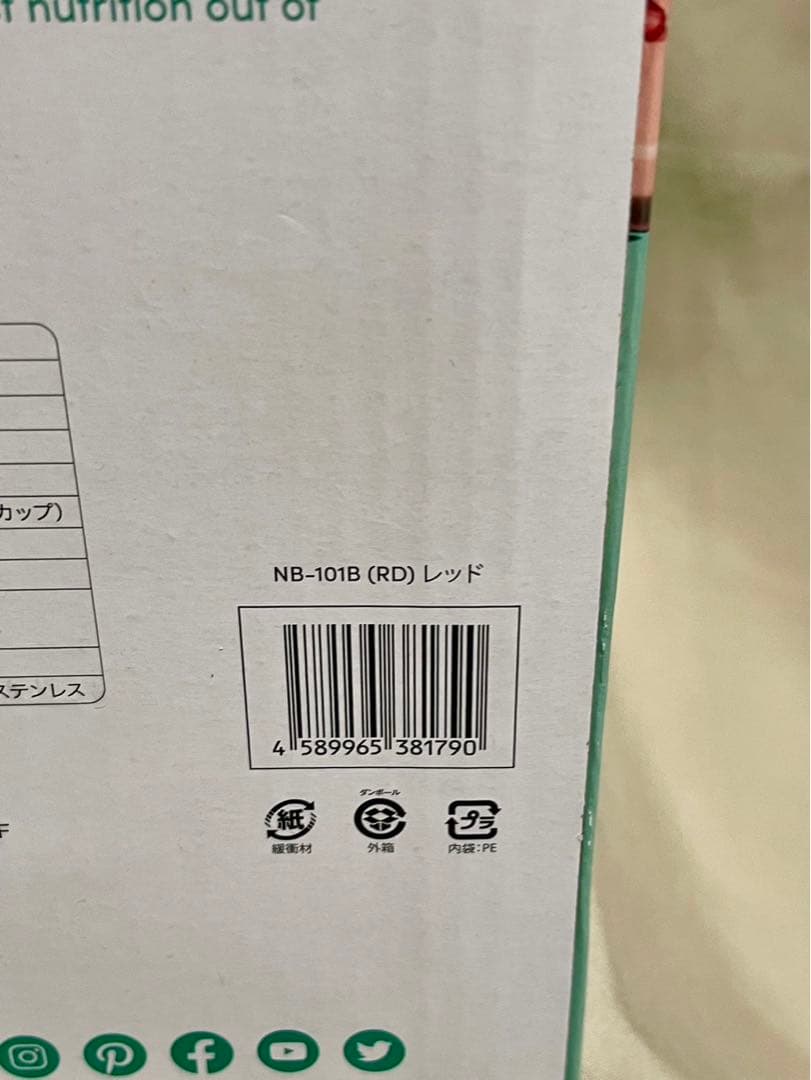 of nutrition out of
カップ)
ステンレス
NB-101B (RD) レッド
4 589965 381790
ダンボール
紙
プラ
緩衝材
外箱
内袋:PE